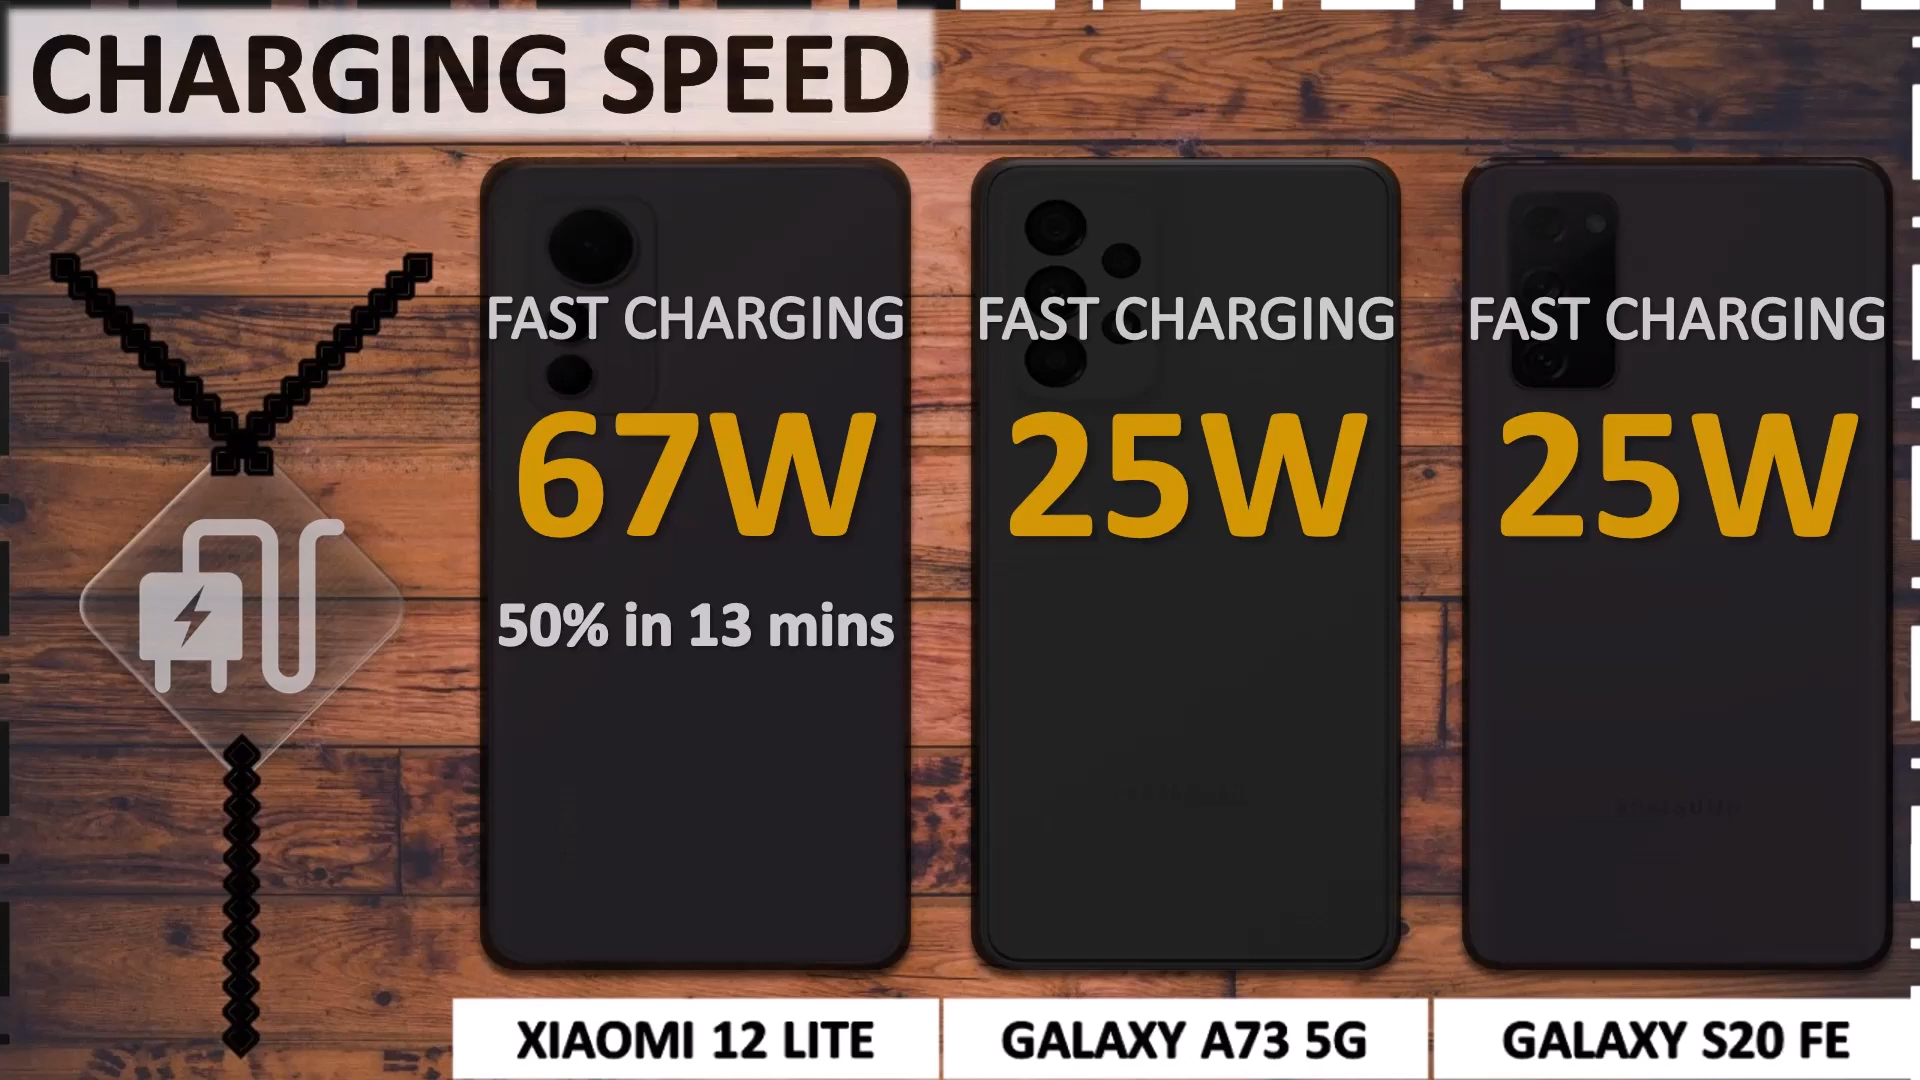 CHARGING SPEED
FAST CHARGING
67W
50% in 13 mins
XIAOMI 12 LITE
FAST CHARGING
25W
GALAXY A73 5G
FAST CHARGING
25W
GALAXY S20 FE